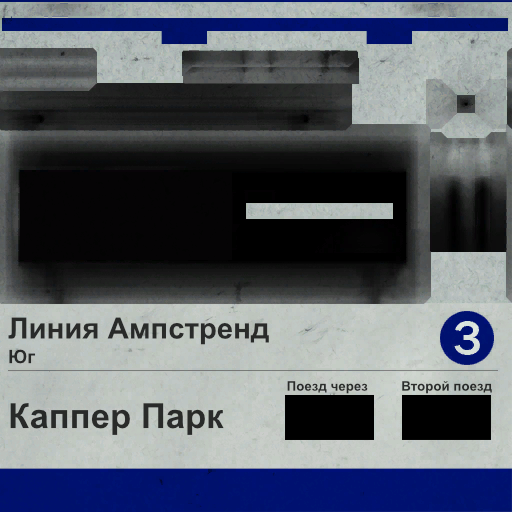 Линия Ампстренд
Юг
3
Поезд через
Второй поезд
Каппер Парк